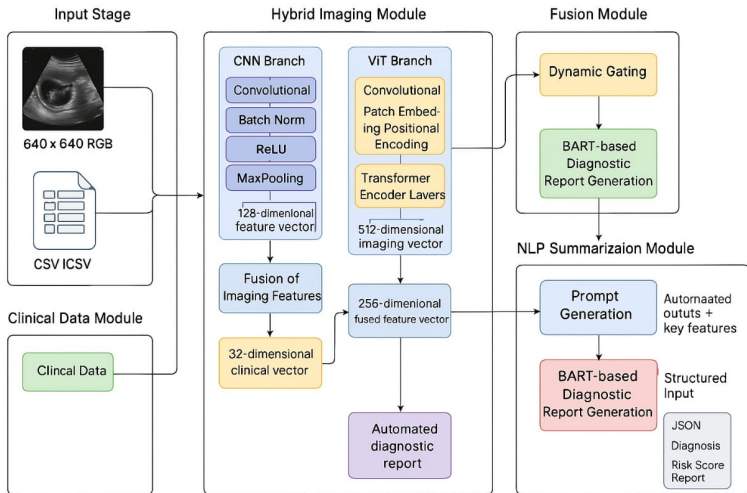 Input Stage
640 x 640 RGB
CSV ICSV
Clinical Data Module
Clincal Data
Hybrid Imaging Module
CNN Branch
Convolutional
Batch Norm
ReLU
MaxPooling
128-dimenional
feature vector
Fusion of
Imaging Features
32-dimensional
clinical vector
ViT Branch
Convolutional
Patch Embed-
ing Positional
Encoding
Transformer
Encoder Lavers
512-dimensional
imaging vector
256-dimenional
fused feature vector
Automated
diagnostic
report
Fusion Module
Dynamic Gating
BART-based
Diagnostic
Report Generation
NLP Summarizaion Module
Prompt
Generation
Autornaated
oututs +
key features
BART-based
Diagnostic
Report Generation
Structured
Input
JSON
Diagnosis
Risk Score
Report